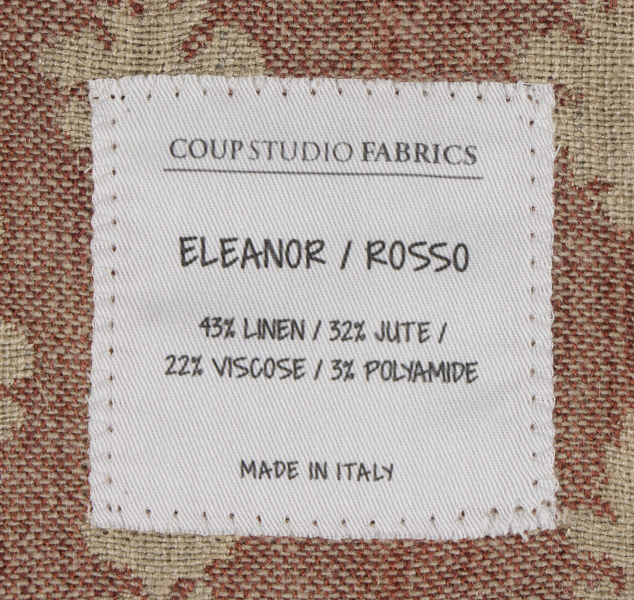 COUP STUDIO FABRICS
ELEANOR / ROSSO
43% LINEN / 32% JUTE /
22% VISCOSE / 3% POLYAMIDE
MADE IN ITALY